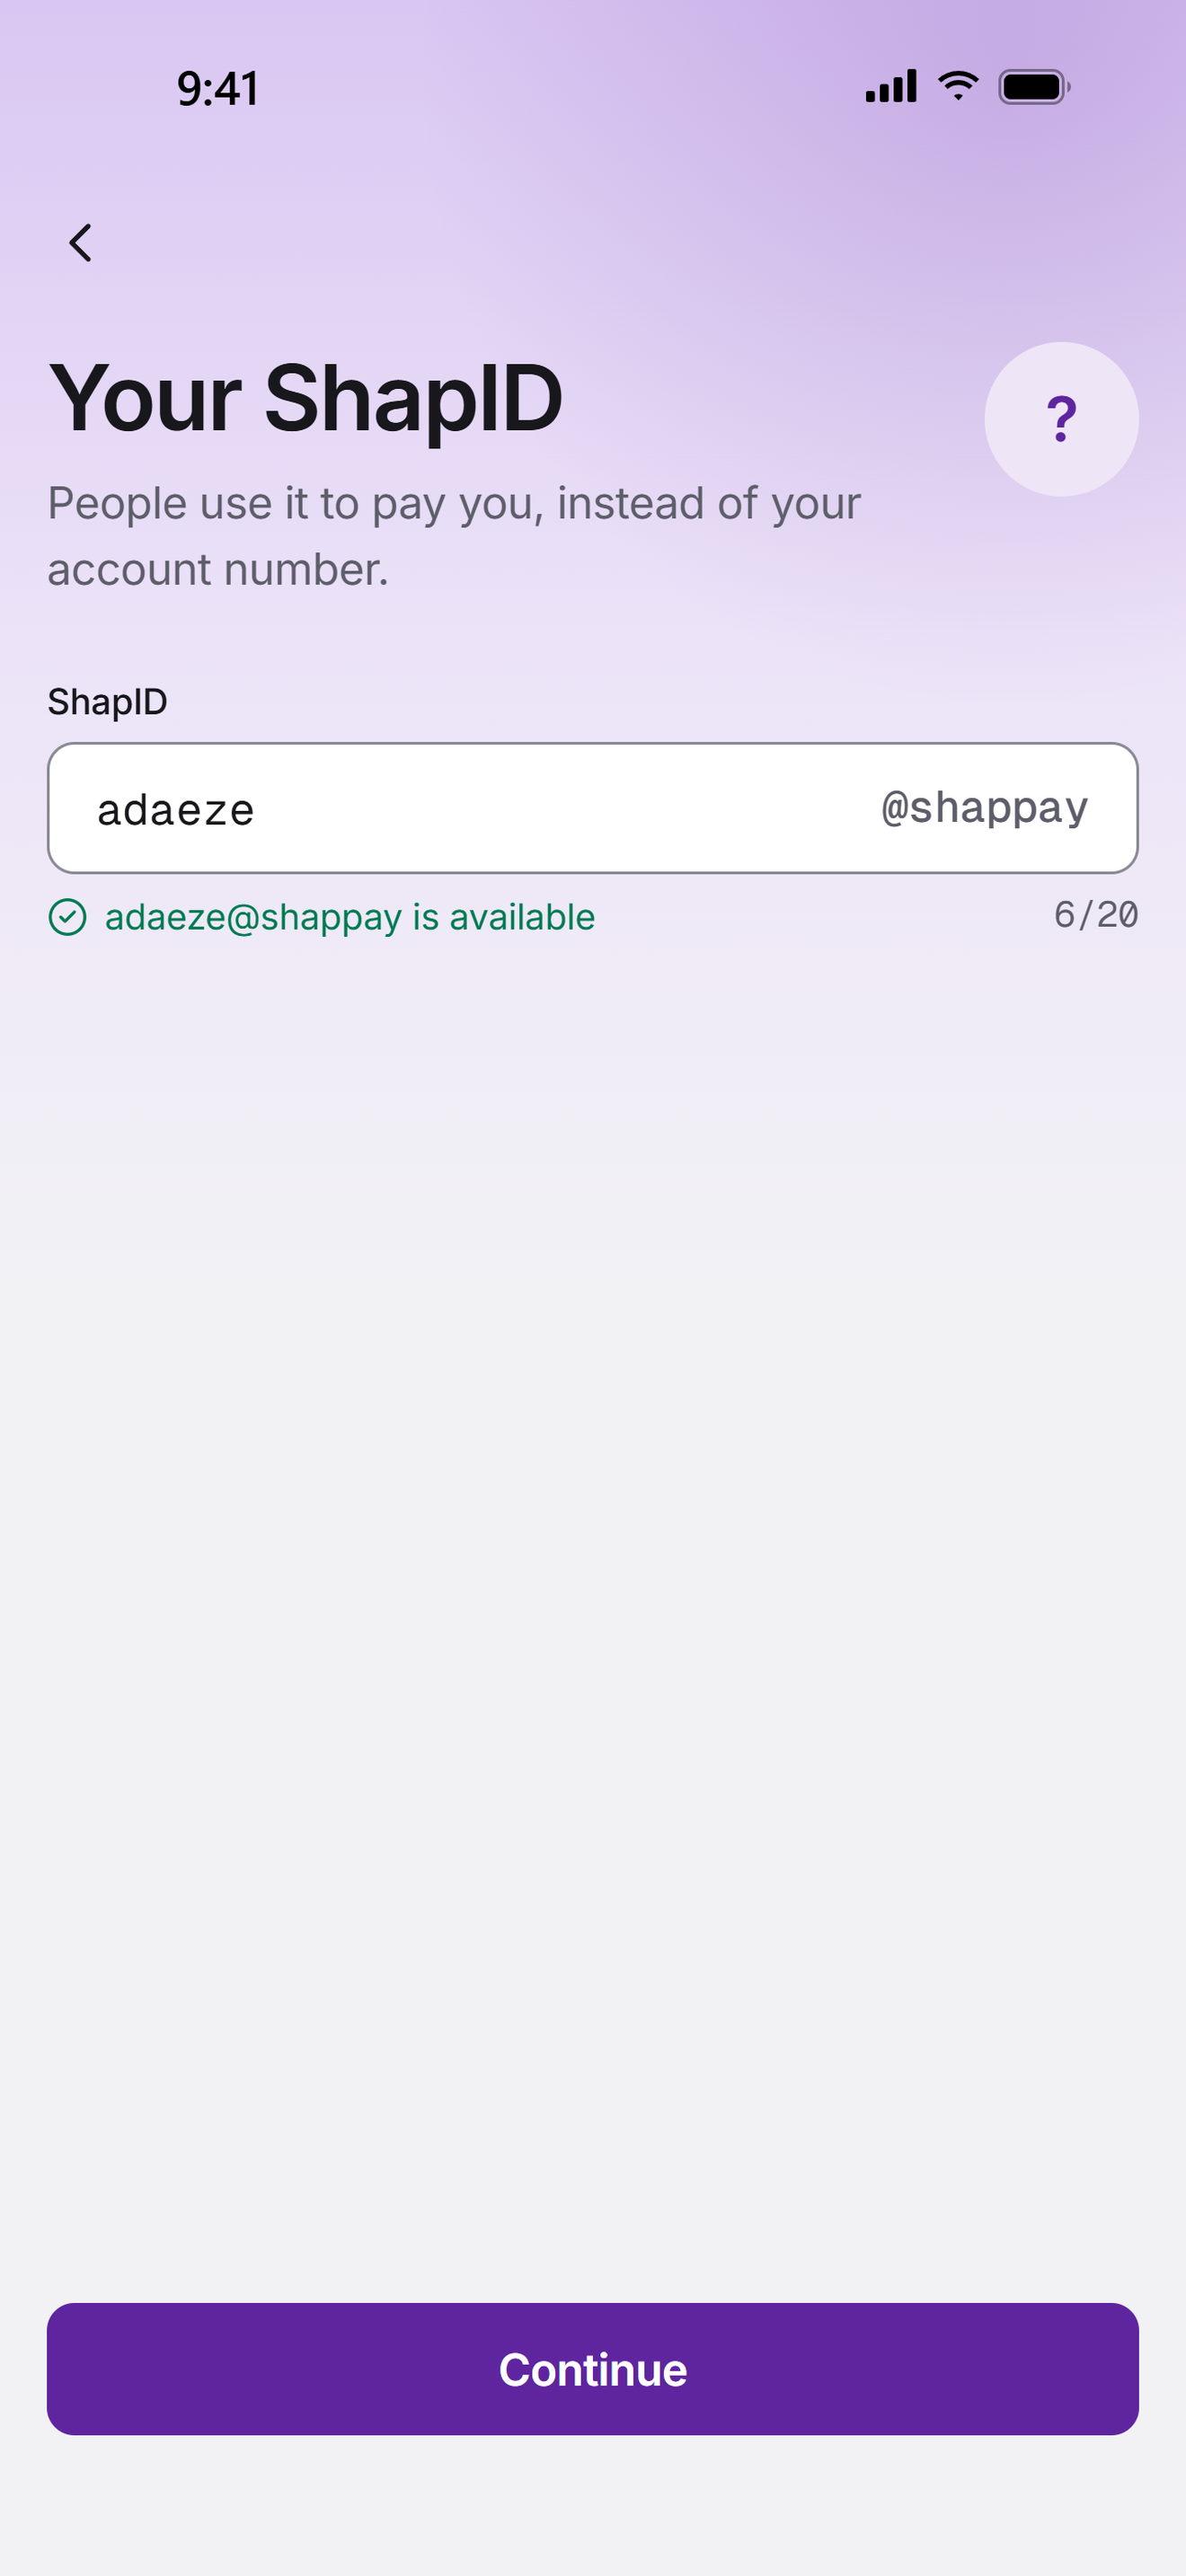 9:41
Your ShapID
?
People use it to pay you, instead of your
account number.
ShapID
adaeze @shappay
adaeze@shappay is available 6/20
Continue